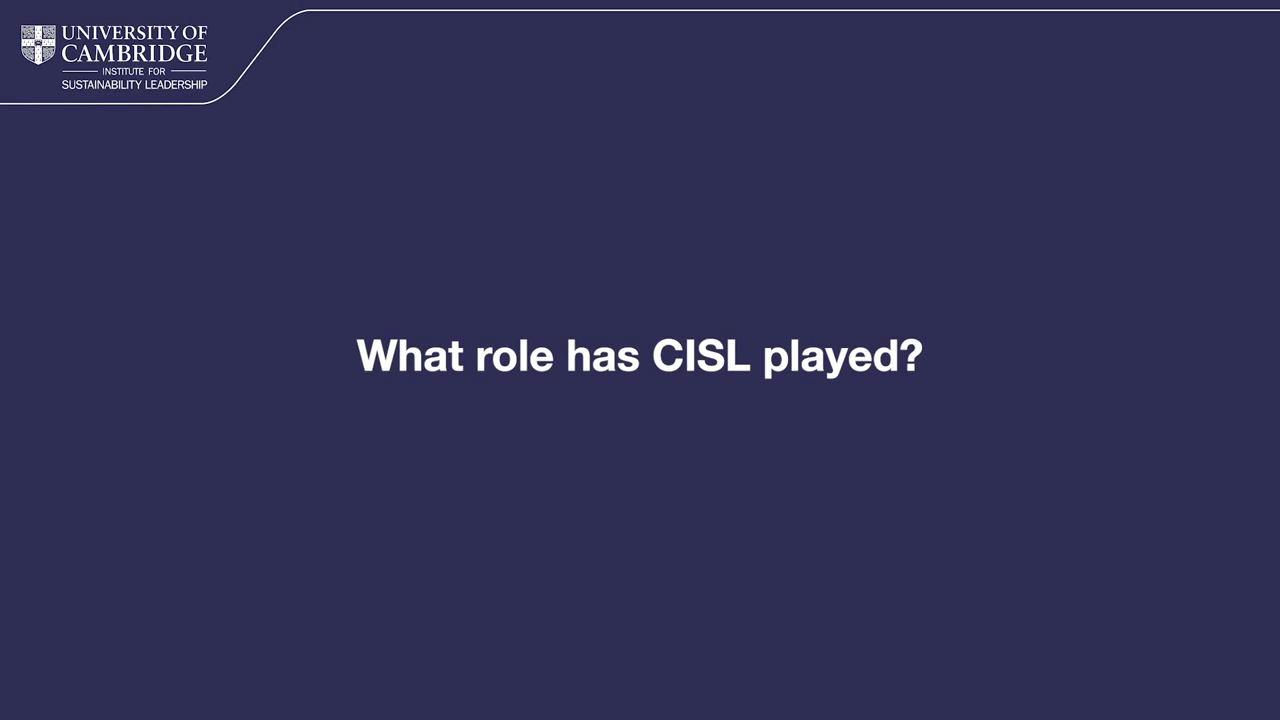 UNIVERSITY OF
CAMBRIDGE
INSTITUTE FOR
SUSTAINABILITY LEADERSHIP
What role has CISL played?